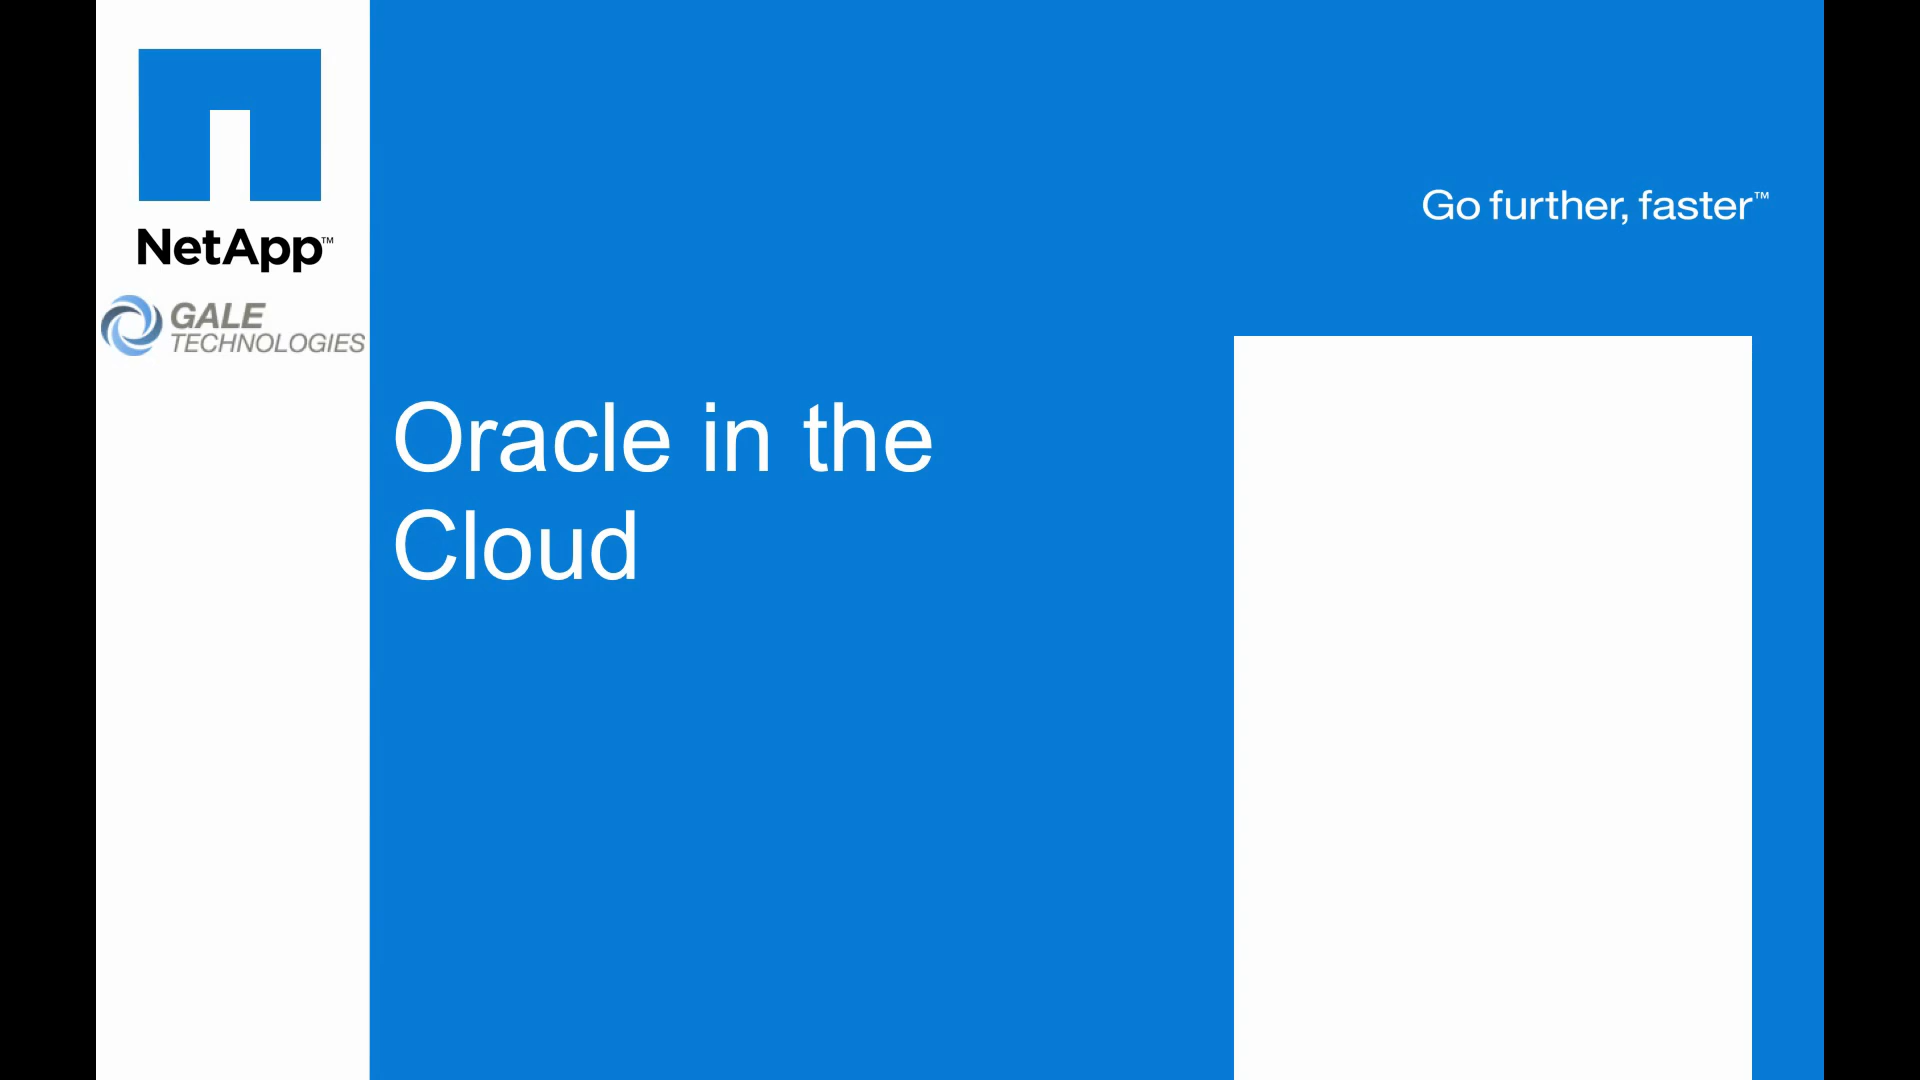 NetApp™
GALE
TECHNOLOGIES
Go further, faster™
Oracle in the
Cloud